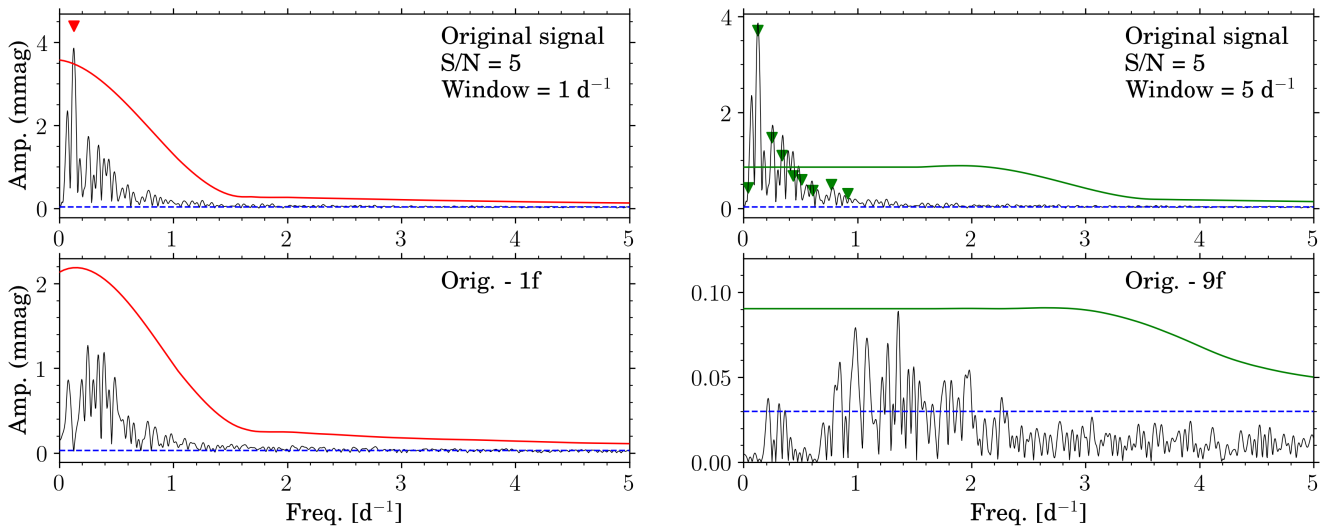 Amp. (mmag)
4
2
0
Original signal
S/N = 5
Window = 1 d⁻¹
0 1 2 3 4 5
4
2
0
Original signal
S/N = 5
Window = 5 d⁻¹
0 1 2 3 4 5
Amp. (mmag)
2
1
0
Orig. - 1f
0 1 2 3 4 5
Freq. [d⁻¹]
0.10
0.05
0.00
Orig. - 9f
0 1 2 3 4 5
Freq. [d⁻¹]